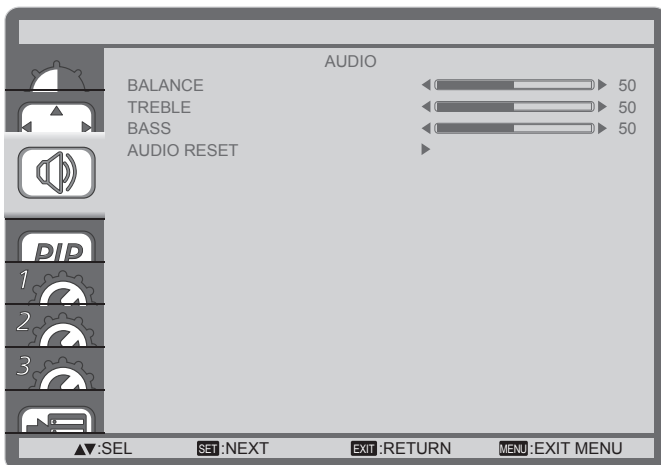 AUDIO
BALANCE 50
TREBLE 50
BASS 50
AUDIO RESET
PIP
1
2
3
▲▼:SEL SET:NEXT EXIT:RETURN MENU:EXIT MENU